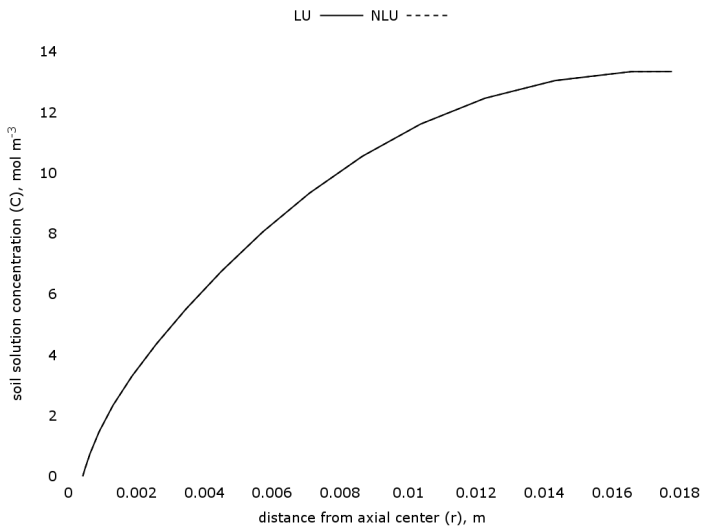 LU NLU
14
12
10
8
6
4
2
0
soil solution concentration (C), mol m⁻³
0 0.002 0.004 0.006 0.008 0.01 0.012 0.014 0.016 0.018
distance from axial center (r), m